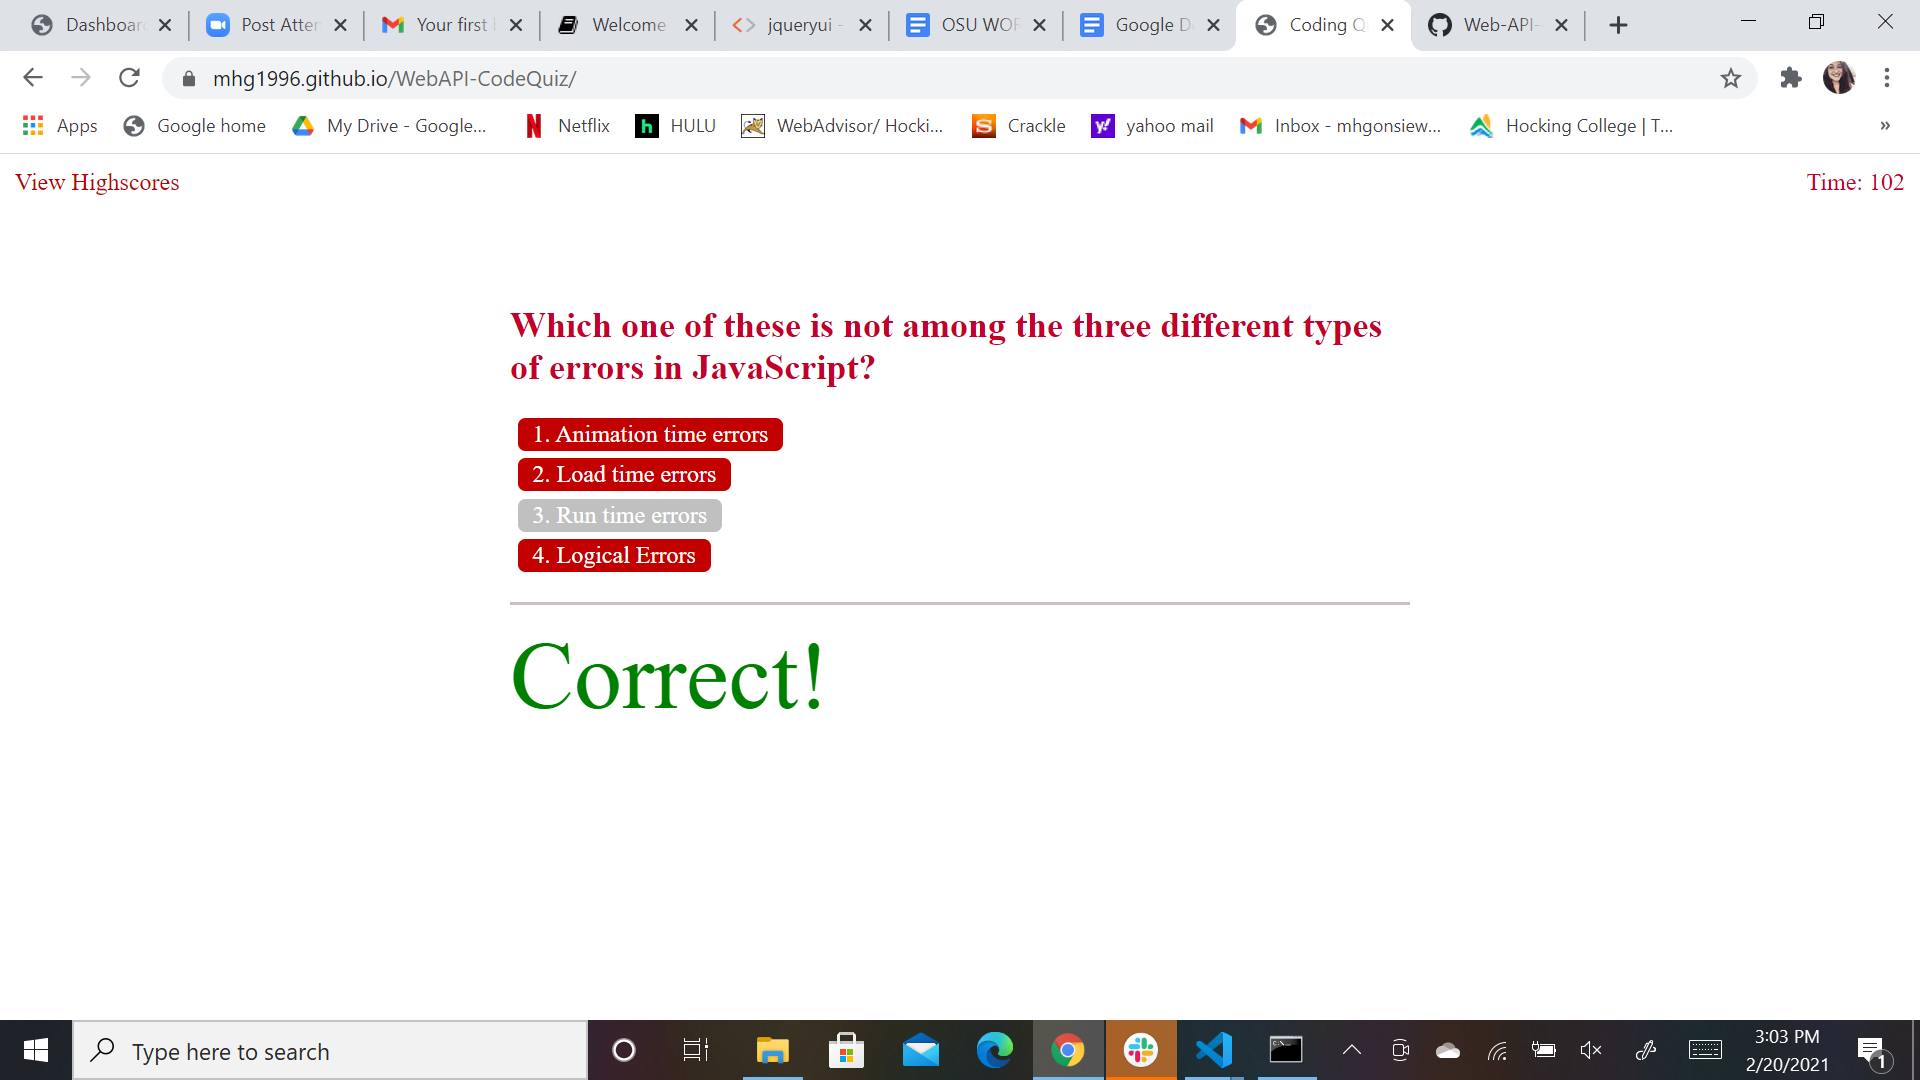 Dashboard Post Atten Your first Welcome jqueryui - OSU WOR Google D Coding Q Web-API-
mhg1996.github.io/WebAPI-CodeQuiz/
Apps Google home My Drive - Google... Netflix HULU WebAdvisor/ Hocki... Crackle yahoo mail Inbox - mhgonsiew... Hocking College | T... »
View Highscores Time: 102
Which one of these is not among the three different types
of errors in JavaScript?
1. Animation time errors
2. Load time errors
3. Run time errors
4. Logical Errors
Correct!
Type here to search
3:03 PM
2/20/2021
1